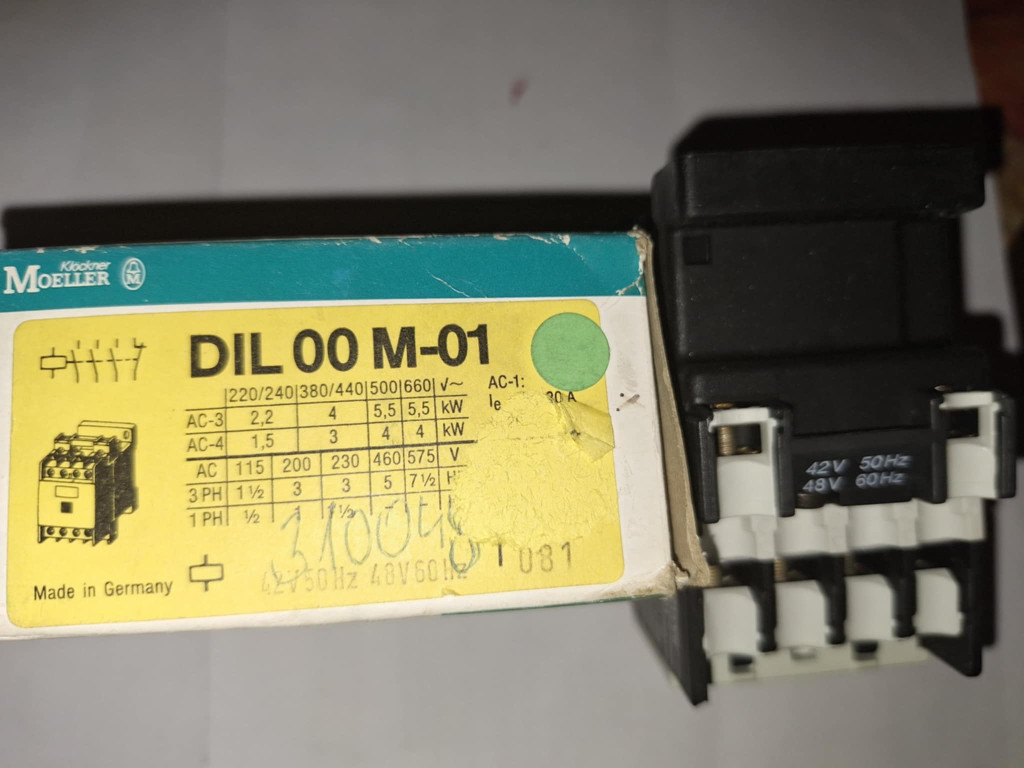 Klöckner
MOELLER
DIL 00 M-01
220/240 380/440 500 660 V~
AC-3 2,2 4 5,5 5,5 kW
AC-4 1,5 3 4 4 kW
AC 115 200 230 460 575 V
3 PH 1½ 3 3 5 7½
1 PH ½
AC-1:
Ie 30 A
310048
Made in Germany
42V50Hz 48V60Hz
081
42V 50Hz
48V 60Hz